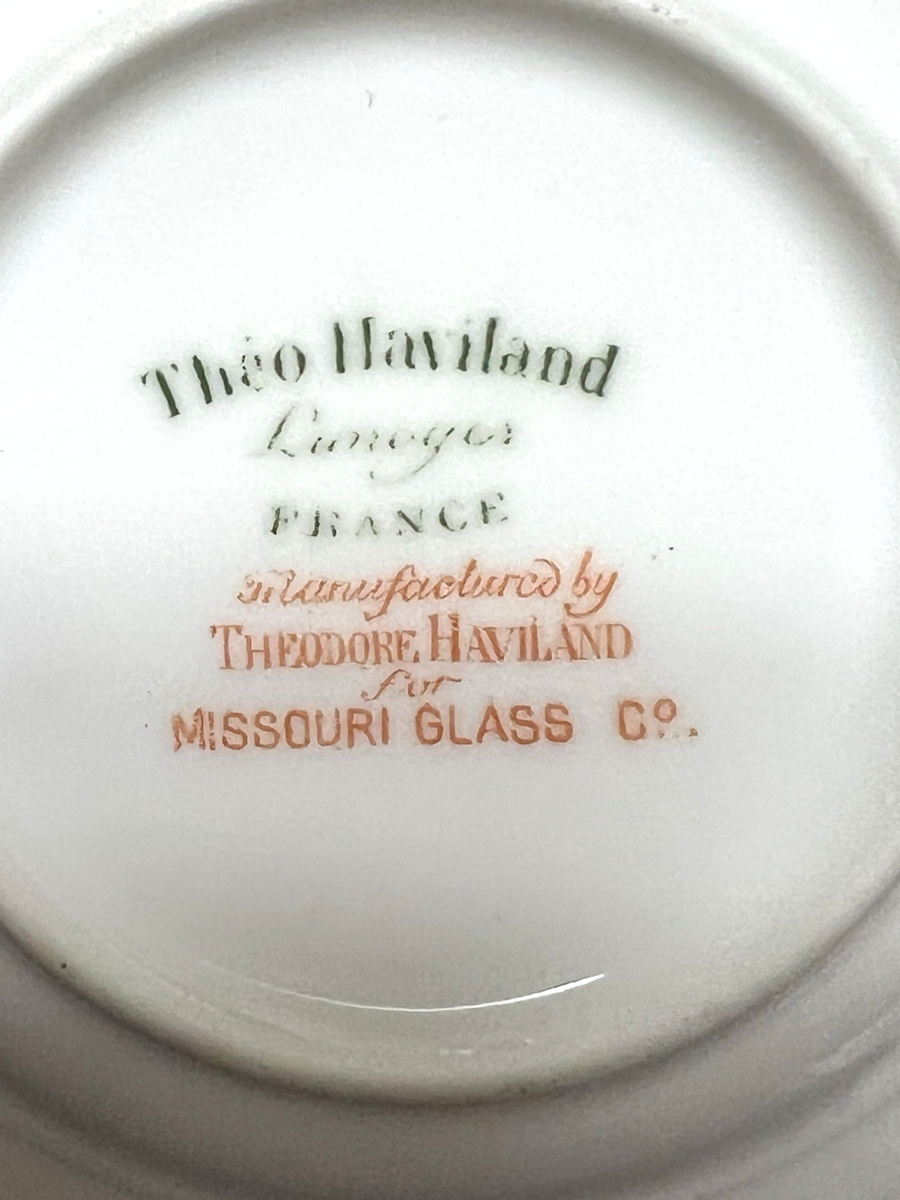 Théo Haviland
Limoges
FRANCE
Manufactured by
THEODORE HAVILAND
for
MISSOURI GLASS Cº.